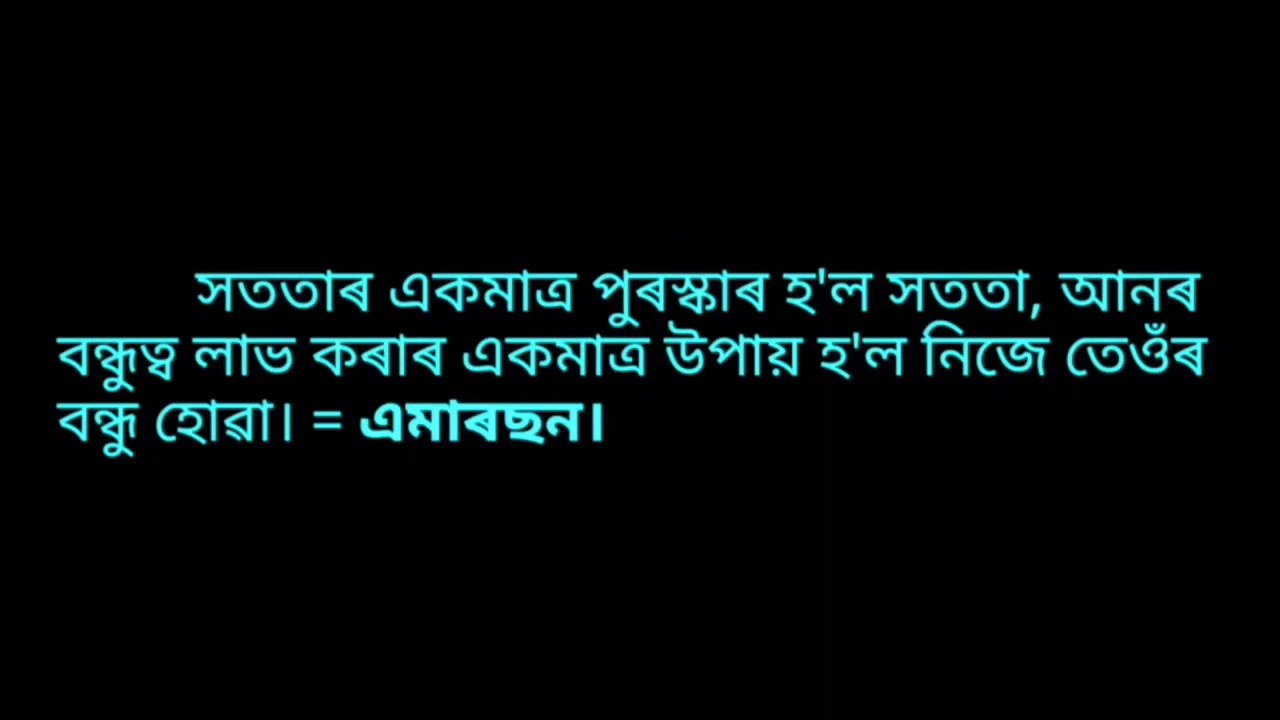 সততাৰ একমাত্ৰ পুৰস্কাৰ হ'ল সততা, আনৰ
বন্ধুত্ব লাভ কৰাৰ একমাত্ৰ উপায় হ'ল নিজে তেওঁৰ
বন্ধু হোৱা। = এমাৰছন।